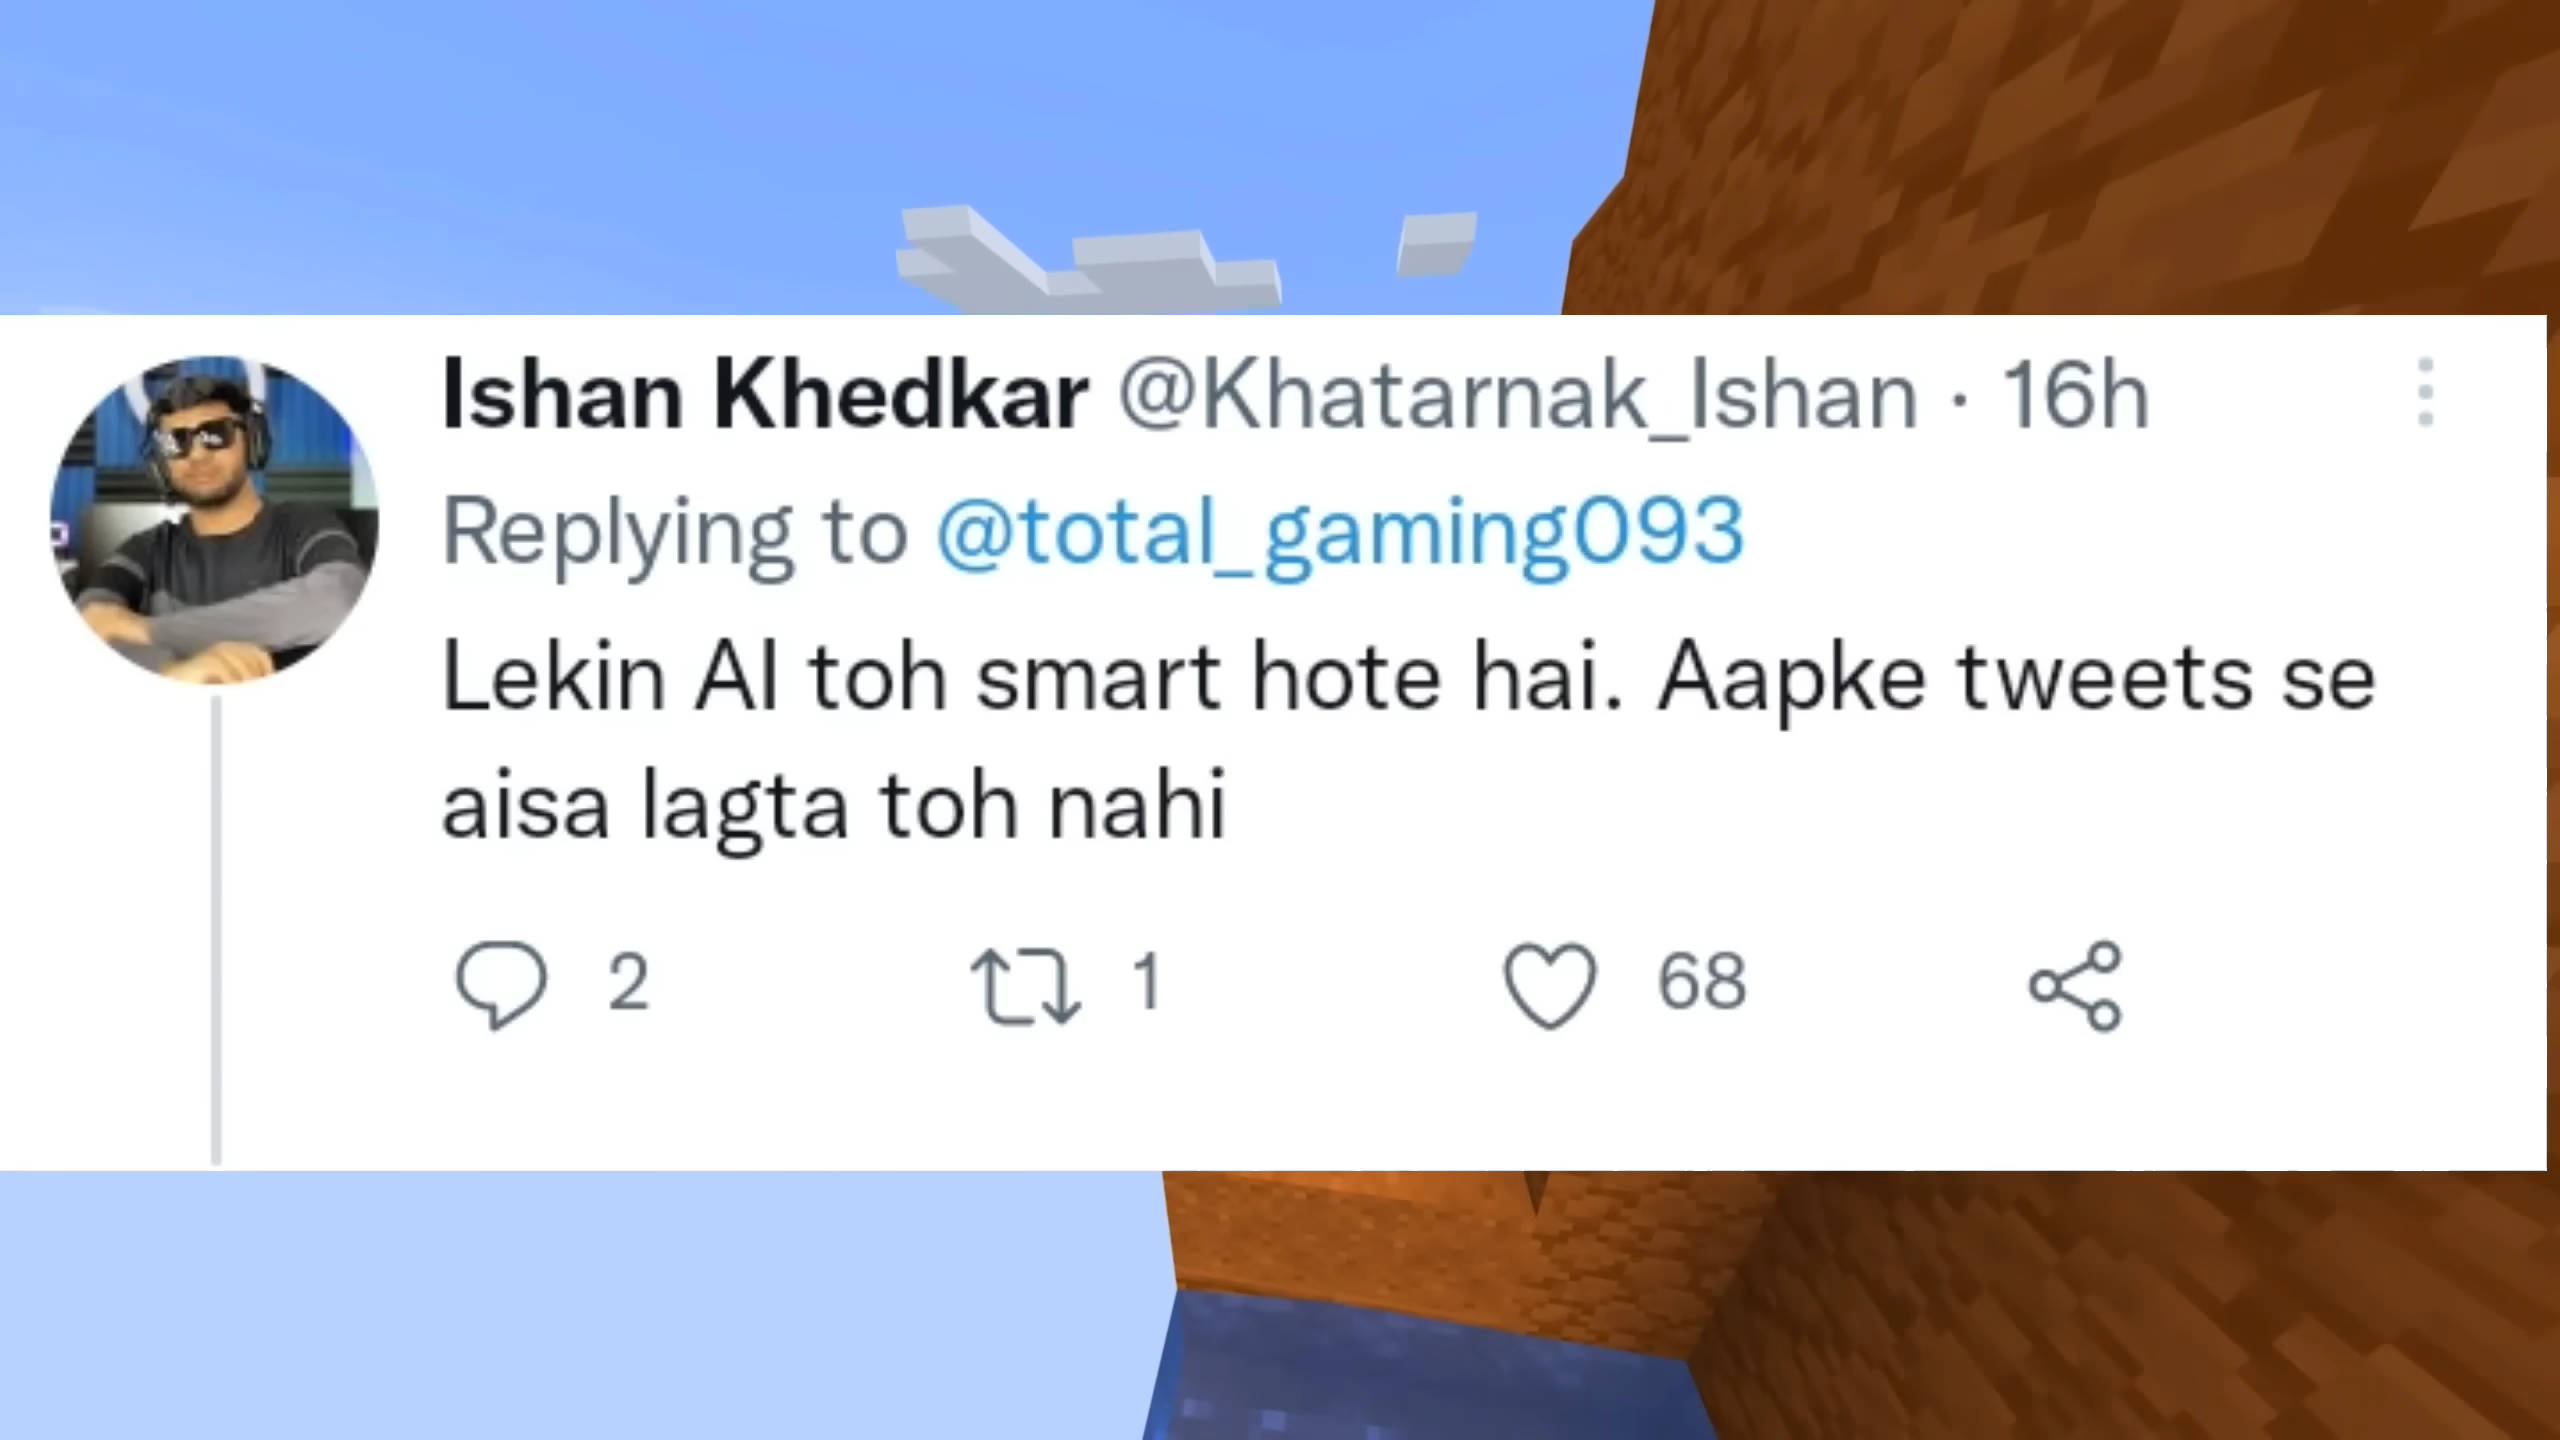 Ishan Khedkar @Khatarnak_Ishan · 16h
Replying to @total_gaming093
Lekin AI toh smart hote hai. Aapke tweets se
aisa lagta toh nahi
2 1 68